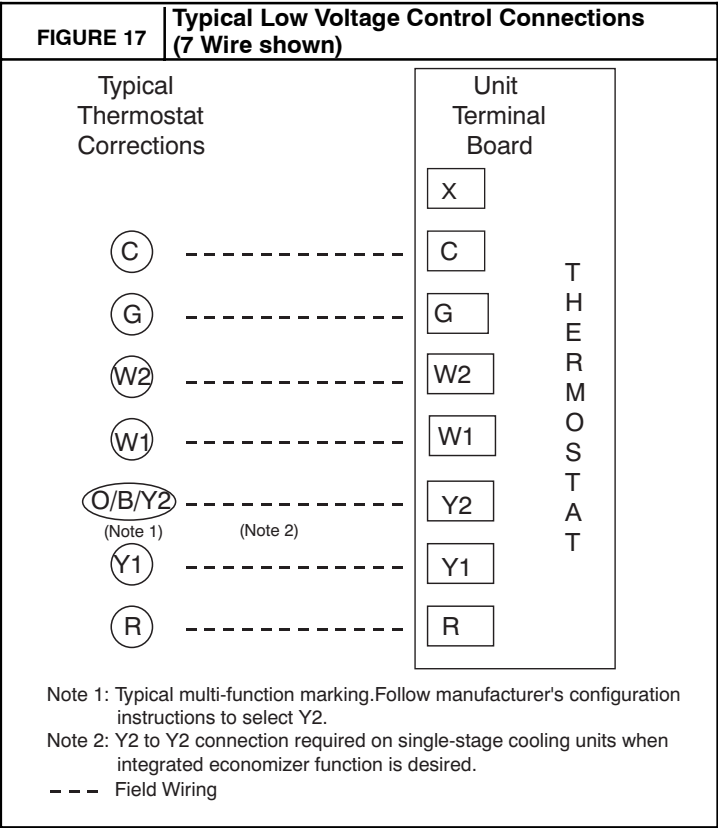 FIGURE 17
Typical Low Voltage Control Connections
(7 Wire shown)
Typical
Thermostat
Corrections
Unit
Terminal
Board
X
C
C
G
G
W2
W2
W1
W1
O/B/Y2
Y2
(Note 1)
(Note 2)
Y1
Y1
R
R
T
H
E
R
M
O
S
T
A
T
Note 1: Typical multi-function marking.Follow manufacturer's configuration
instructions to select Y2.
Note 2: Y2 to Y2 connection required on single-stage cooling units when
integrated economizer function is desired.
Field Wiring